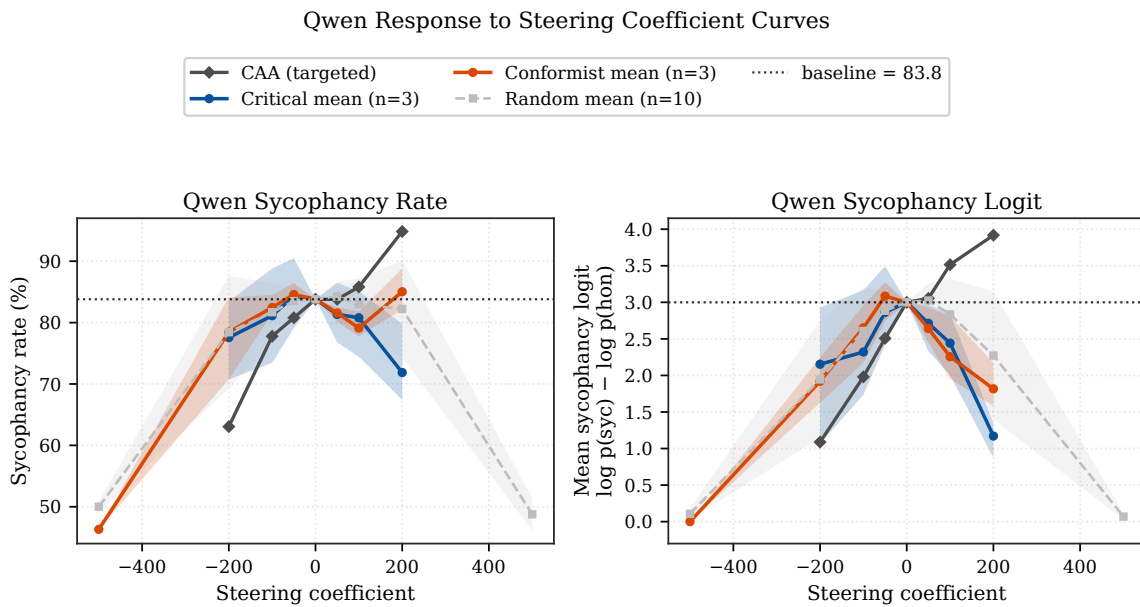 Qwen Response to Steering Coefficient Curves
CAA (targeted)
Critical mean (n=3)
Conformist mean (n=3)
Random mean (n=10)
baseline = 83.8
Qwen Sycophancy Rate
Sycophancy rate (%)
90
80
70
60
50
−400
−200
0
200
400
Steering coefficient
Qwen Sycophancy Logit
Mean sycophancy logit
log p(syc) − log p(hon)
4.0
3.5
3.0
2.5
2.0
1.5
1.0
0.5
0.0
−400
−200
0
200
400
Steering coefficient